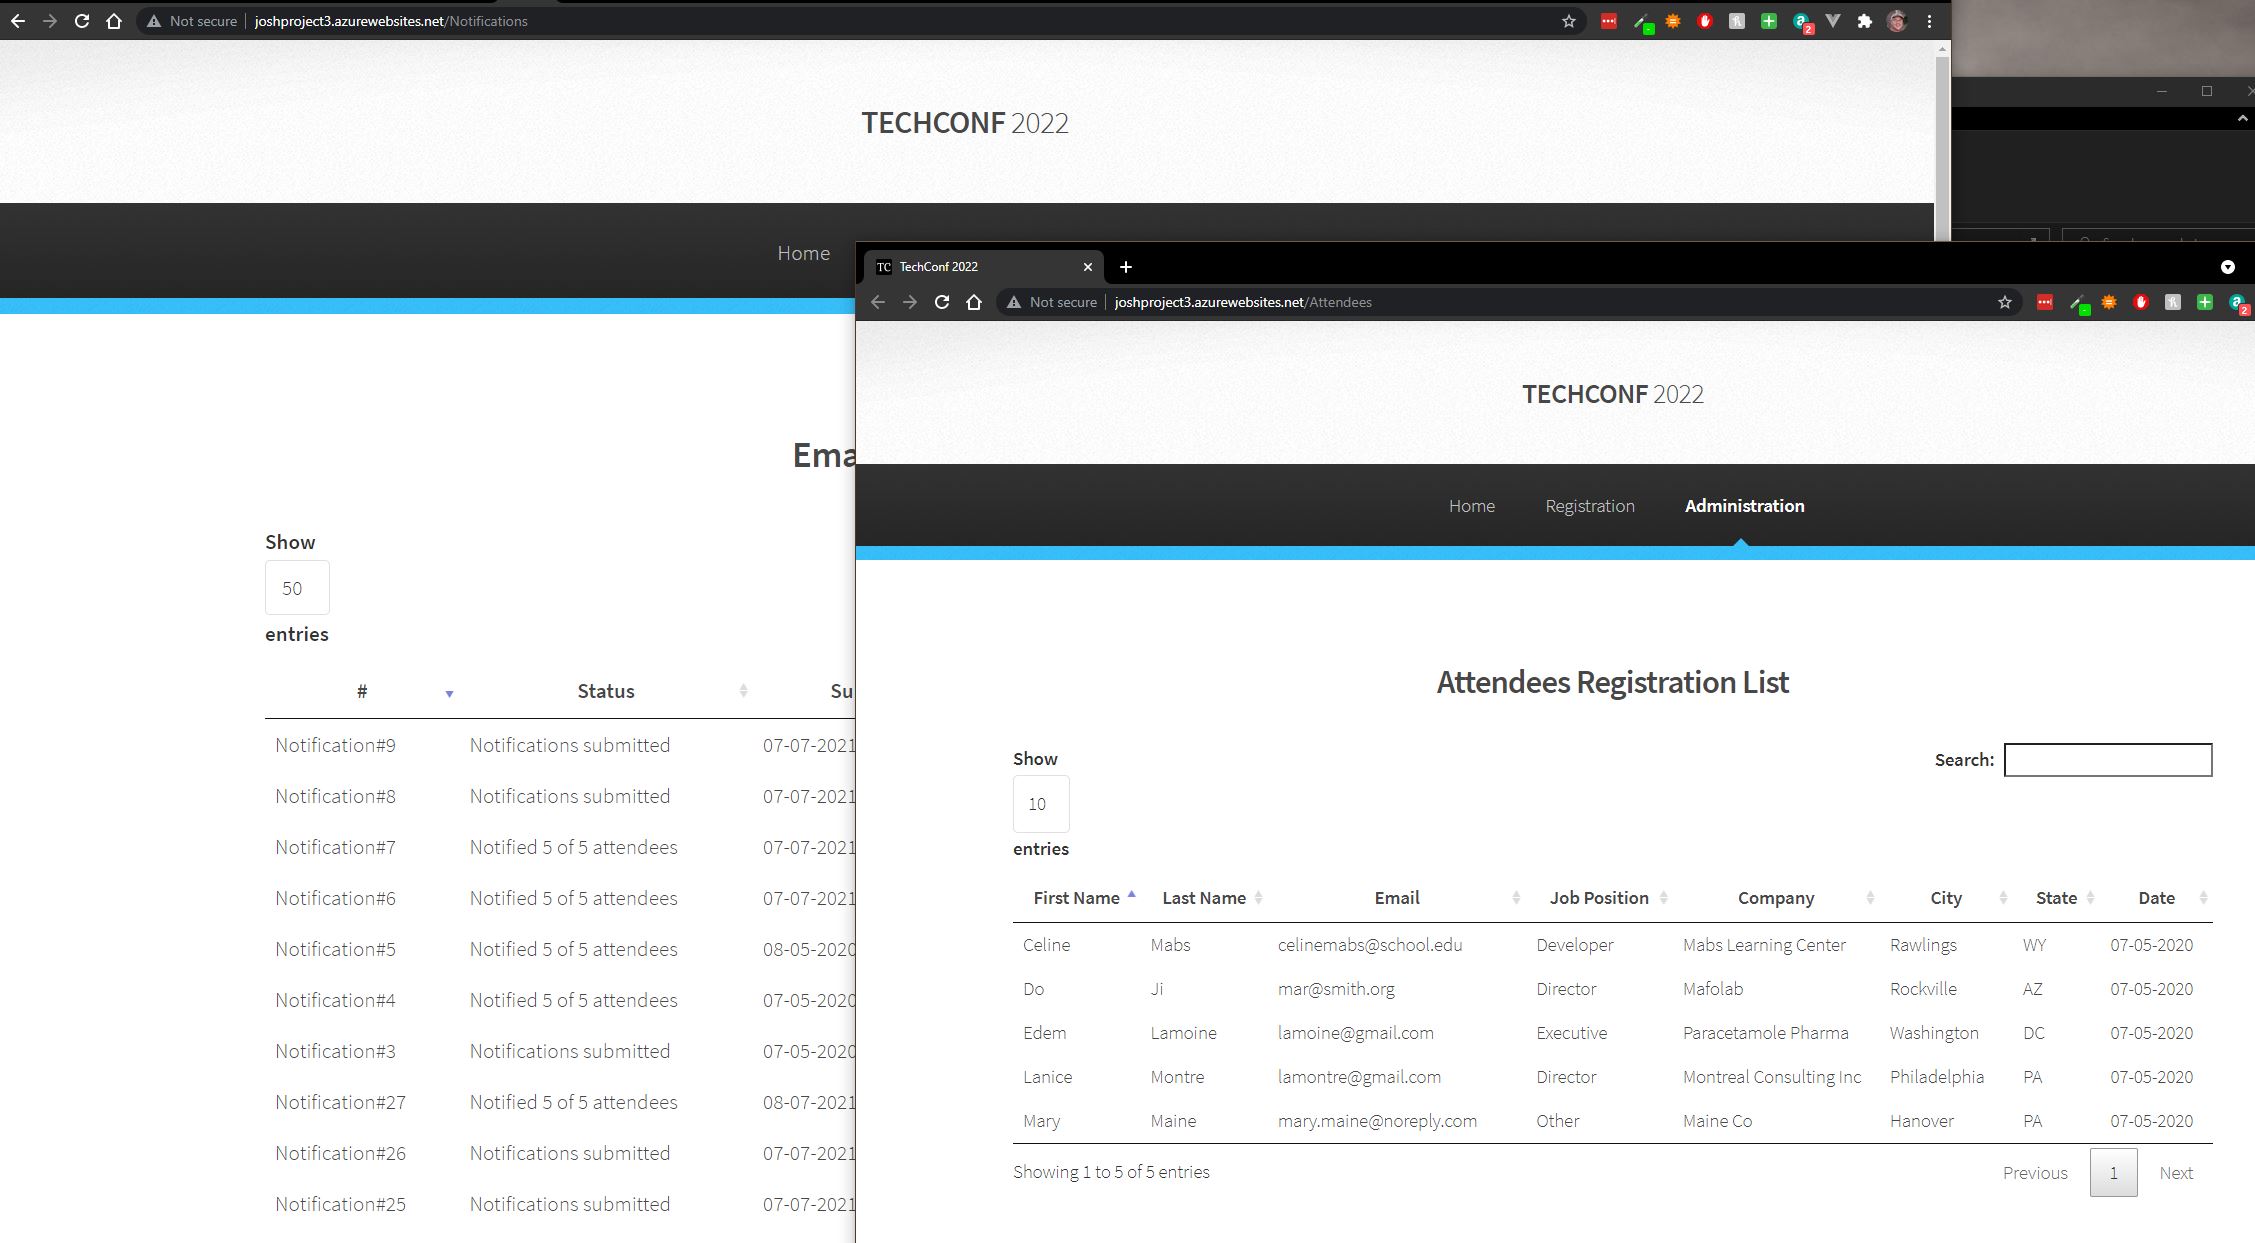 Not secure joshproject3.azurewebsites.net/Notifications
2
TECHCONF 2022
Home
Show
50
entries
# Status
Notification#9 Notifications submitted 07-07-2021
Notification#8 Notifications submitted 07-07-2021
Notification#7 Notified 5 of 5 attendees 07-07-2021
Notification#6 Notified 5 of 5 attendees 07-07-2021
Notification#5 Notified 5 of 5 attendees 08-05-2020
Notification#4 Notified 5 of 5 attendees 07-05-2020
Notification#3 Notifications submitted 07-05-2020
Notification#27 Notified 5 of 5 attendees 08-07-2021
Notification#26 Notifications submitted 07-07-2021
Notification#25 Notifications submitted 07-07-2021
TC TechConf 2022
Not secure joshproject3.azurewebsites.net/Attendees
2
TECHCONF 2022
Home Registration Administration
Attendees Registration List
Show
10
entries
Search:
First Name Last Name Email Job Position Company City State Date
Celine Mabs celinemabs@school.edu Developer Mabs Learning Center Rawlings WY 07-05-2020
Do Ji mar@smith.org Director Mafolab Rockville AZ 07-05-2020
Edem Lamoine lamoine@gmail.com Executive Paracetamole Pharma Washington DC 07-05-2020
Lanice Montre lamontre@gmail.com Director Montreal Consulting Inc Philadelphia PA 07-05-2020
Mary Maine mary.maine@noreply.com Other Maine Co Hanover PA 07-05-2020
Showing 1 to 5 of 5 entries
Previous 1 Next